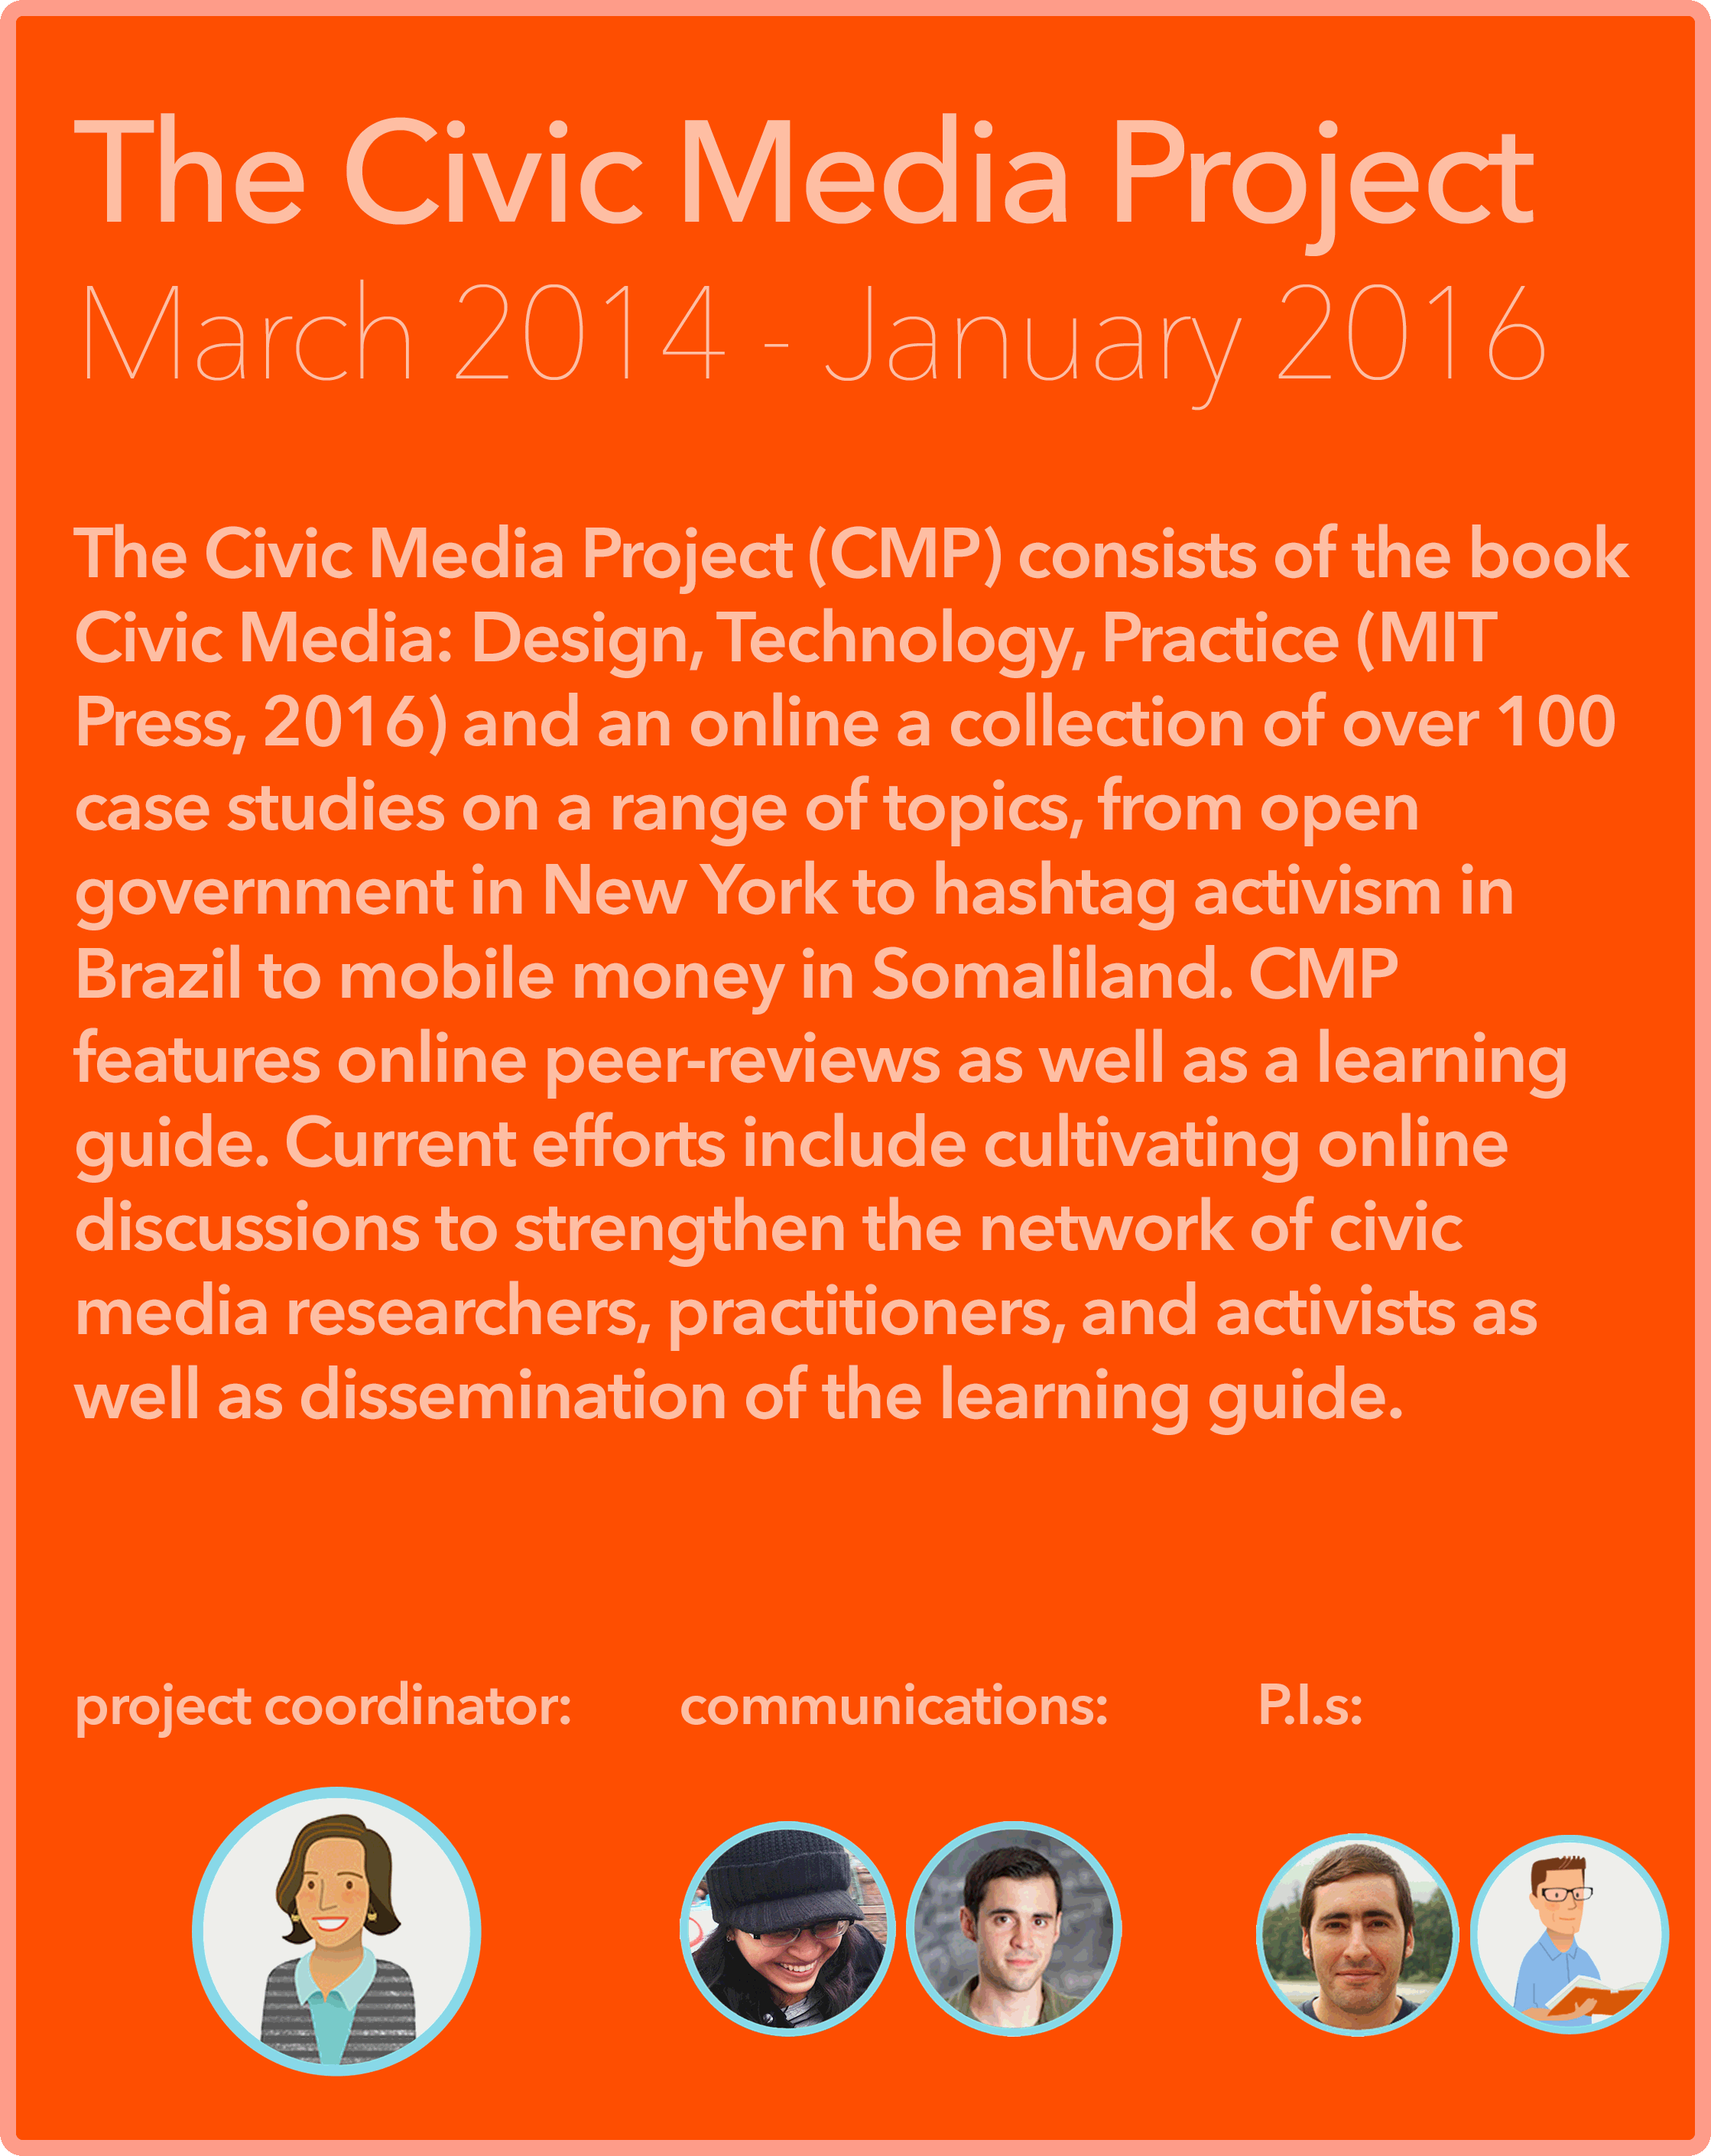 The Civic Media Project
March 2014 - January 2016
The Civic Media Project (CMP) consists of the book
Civic Media: Design, Technology, Practice (MIT
Press, 2016) and an online a collection of over 100
case studies on a range of topics, from open
government in New York to hashtag activism in
Brazil to mobile money in Somaliland. CMP
features online peer-reviews as well as a learning
guide. Current efforts include cultivating online
discussions to strengthen the network of civic
media researchers, practitioners, and activists as
well as dissemination of the learning guide.
project coordinator: communications: P.I.s: